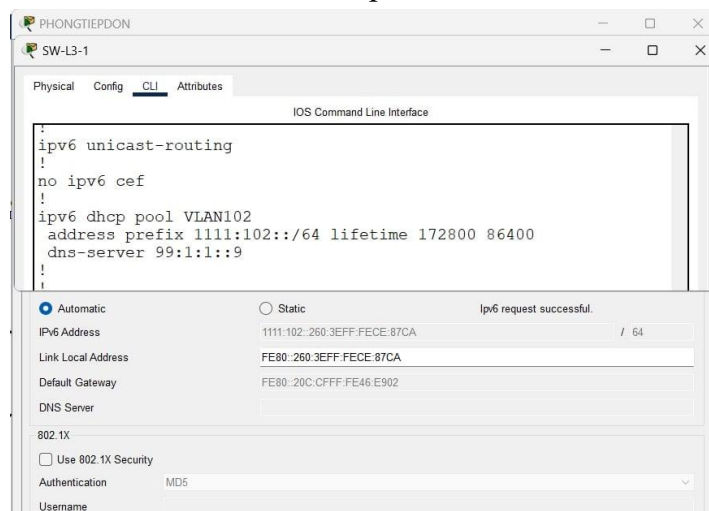 PHONGTIEPDON
SW-L3-1
Physical Config CLI Attributes
IOS Command Line Interface
!
ipv6 unicast-routing
!
no ipv6 cef
!
ipv6 dhcp pool VLAN102
address prefix 1111:102::/64 lifetime 172800 86400
dns-server 99:1:1::9
!
!
Automatic Static Ipv6 request successful.
IPv6 Address 1111:102::260:3EFF:FECE:87CA / 64
Link Local Address FE80::260:3EFF:FECE:87CA
Default Gateway FE80::20C:CFFF:FE46:E902
DNS Server
802.1X
Use 802.1X Security
Authentication MD5
Username